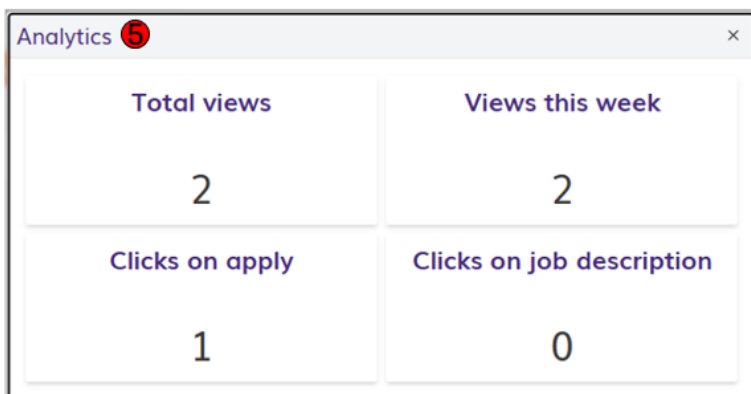 Analytics 5 ×
Total views
Views this week
2
2
Clicks on apply
Clicks on job description
1
0